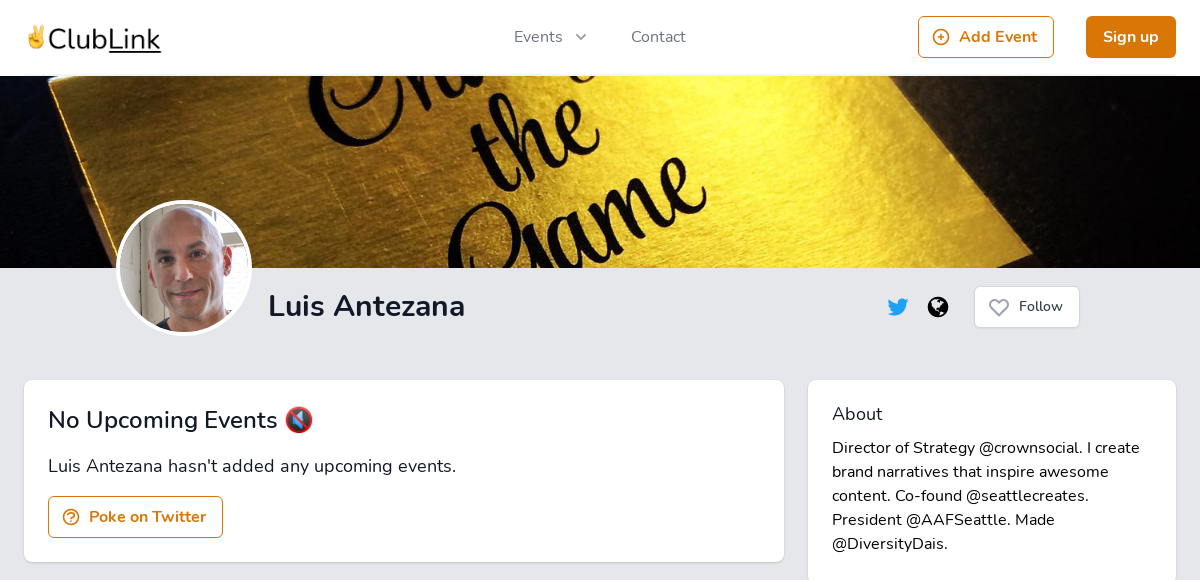 ClubLink
Events
Contact
Add Event
Sign up
the
Game
Luis Antezana
Follow
No Upcoming Events
Luis Antezana hasn't added any upcoming events.
Poke on Twitter
About
Director of Strategy @crownsocial. I create
brand narratives that inspire awesome
content. Co-found @seattlecreates.
President @AAFSeattle. Made
@DiversityDais.